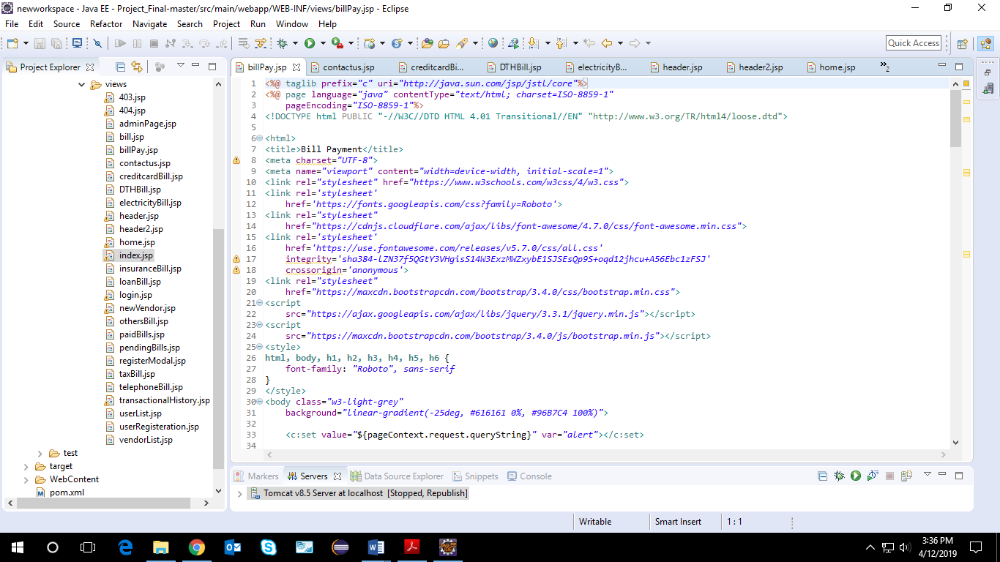 newworkspace - Java EE - Project_Final-master/src/main/webapp/WEB-INF/views/billPay.jsp - Eclipse
File Edit Source Refactor Navigate Search Project Run Window Help
Quick Access
Project Explorer
views
403.jsp
404.jsp
adminPage.jsp
bill.jsp
billPay.jsp
contactus.jsp
creditcardBill.jsp
DTHBill.jsp
electricityBill.jsp
header.jsp
header2.jsp
home.jsp
index.jsp
insuranceBill.jsp
loanBill.jsp
login.jsp
newVendor.jsp
othersBill.jsp
paidBills.jsp
pendingBills.jsp
registerModal.jsp
taxBill.jsp
telephoneBill.jsp
transactionalHistory.jsp
userList.jsp
userRegisteration.jsp
vendorList.jsp
test
target
WebContent
pom.xml
billPay.jsp contactus.jsp creditcardBi... DTHBill.jsp electricityB... header.jsp header2.jsp home.jsp »2
1 <%@ taglib prefix="c" uri="http://java.sun.com/jsp/jstl/core"%>
2 <%@ page language="java" contentType="text/html; charset=ISO-8859-1"
3 pageEncoding="ISO-8859-1"%>
4 <!DOCTYPE html PUBLIC "-//W3C//DTD HTML 4.01 Transitional//EN" "http://www.w3.org/TR/html4/loose.dtd">
5
6 <html>
7 <title>Bill Payment</title>
8 <meta charset="UTF-8">
9 <meta name="viewport" content="width=device-width, initial-scale=1">
10 <link rel="stylesheet" href="https://www.w3schools.com/w3css/4/w3.css">
11 <link rel='stylesheet'
12 href='https://fonts.googleapis.com/css?family=Roboto'>
13 <link rel="stylesheet"
14 href="https://cdnjs.cloudflare.com/ajax/libs/font-awesome/4.7.0/css/font-awesome.min.css">
15 <link rel='stylesheet'
16 href='https://use.fontawesome.com/releases/v5.7.0/css/all.css'
17 integrity='sha384-lZN37f5QGtY3VHgisS14W3ExzMWZxybE1SJSEsQp9S+oqd12jhcu+A56Ebc1zFSJ'
18 crossorigin='anonymous'>
19 <link rel="stylesheet"
20 href="https://maxcdn.bootstrapcdn.com/bootstrap/3.4.0/css/bootstrap.min.css">
21 <script
22 src="https://ajax.googleapis.com/ajax/libs/jquery/3.3.1/jquery.min.js"></script>
23 <script
24 src="https://maxcdn.bootstrapcdn.com/bootstrap/3.4.0/js/bootstrap.min.js"></script>
25 <style>
26 html, body, h1, h2, h3, h4, h5, h6 {
27 font-family: "Roboto", sans-serif
28 }
29 </style>
30 <body class="w3-light-grey"
31 background="linear-gradient(-25deg, #616161 0%, #96B7C4 100%)">
32
33 <c:set value="${pageContext.request.queryString}" var="alert"></c:set>
34
Markers Servers Data Source Explorer Snippets Console
Tomcat v8.5 Server at localhost [Stopped, Republish]
Writable Smart Insert 1 : 1
3:36 PM
4/12/2019